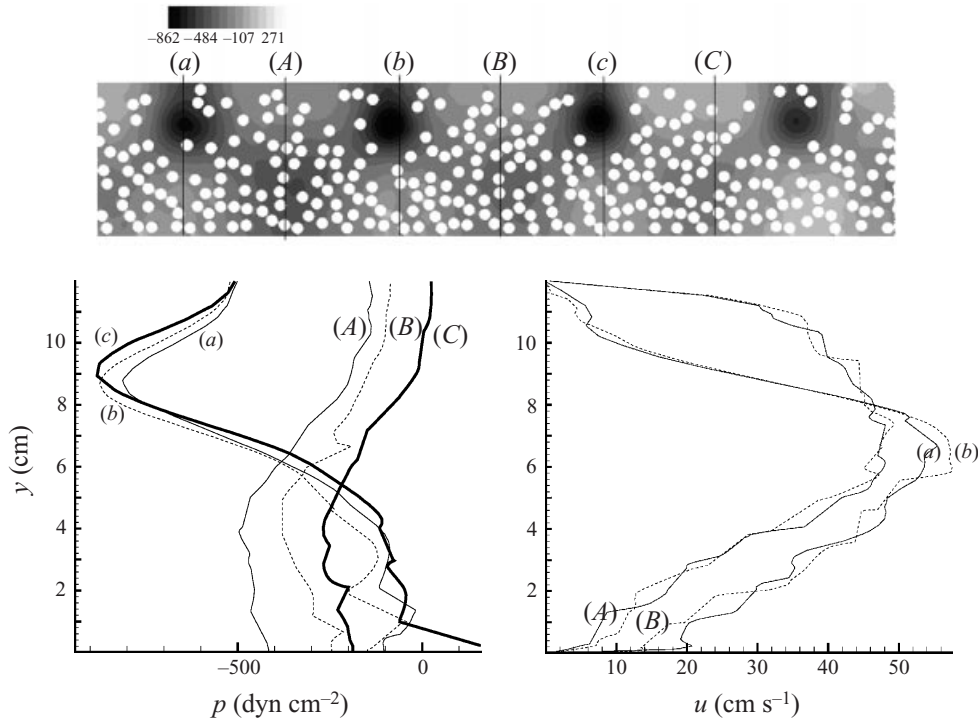 −862 −484 −107 271
(a) (A) (b) (B) (c) (C)
10
8
6
4
2
y (cm)
(c)
(a)
(b)
(A)
(B)
(C)
−500 0
p (dyn cm−2)
10
8
6
4
2
(a)
(b)
(A)
(B)
10 20 30 40 50
u (cm s−1)